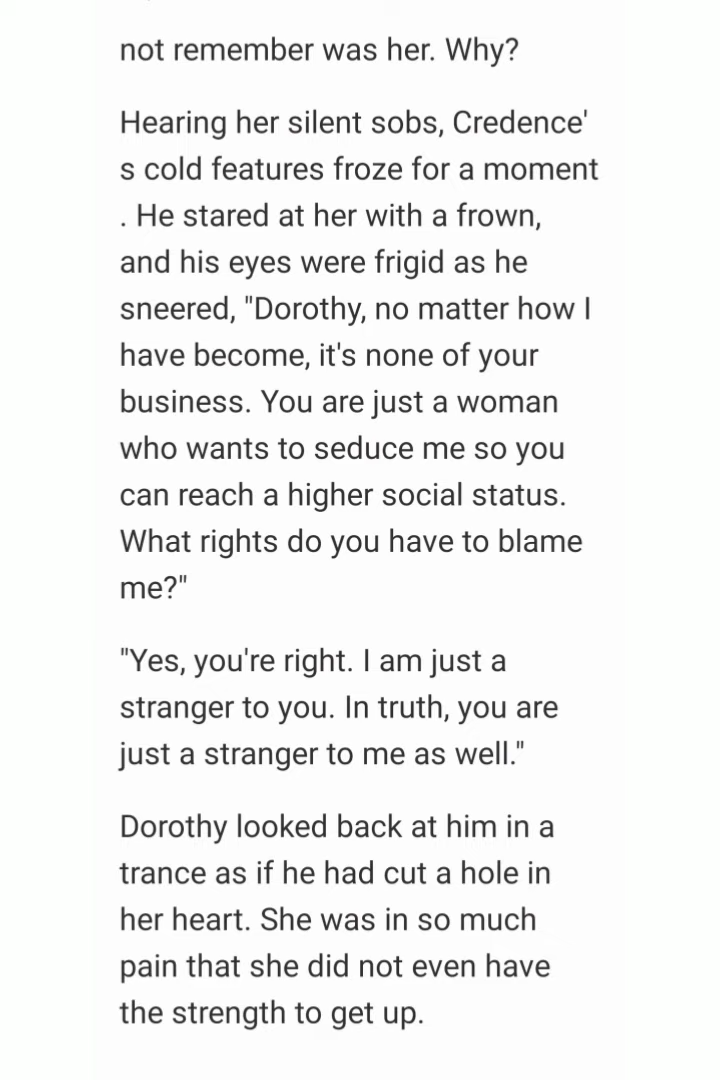 not remember was her. Why?
Hearing her silent sobs, Credence'
s cold features froze for a moment
. He stared at her with a frown,
and his eyes were frigid as he
sneered, "Dorothy, no matter how I
have become, it's none of your
business. You are just a woman
who wants to seduce me so you
can reach a higher social status.
What rights do you have to blame
me?"
"Yes, you're right. I am just a
stranger to you. In truth, you are
just a stranger to me as well."
Dorothy looked back at him in a
trance as if he had cut a hole in
her heart. She was in so much
pain that she did not even have
the strength to get up.